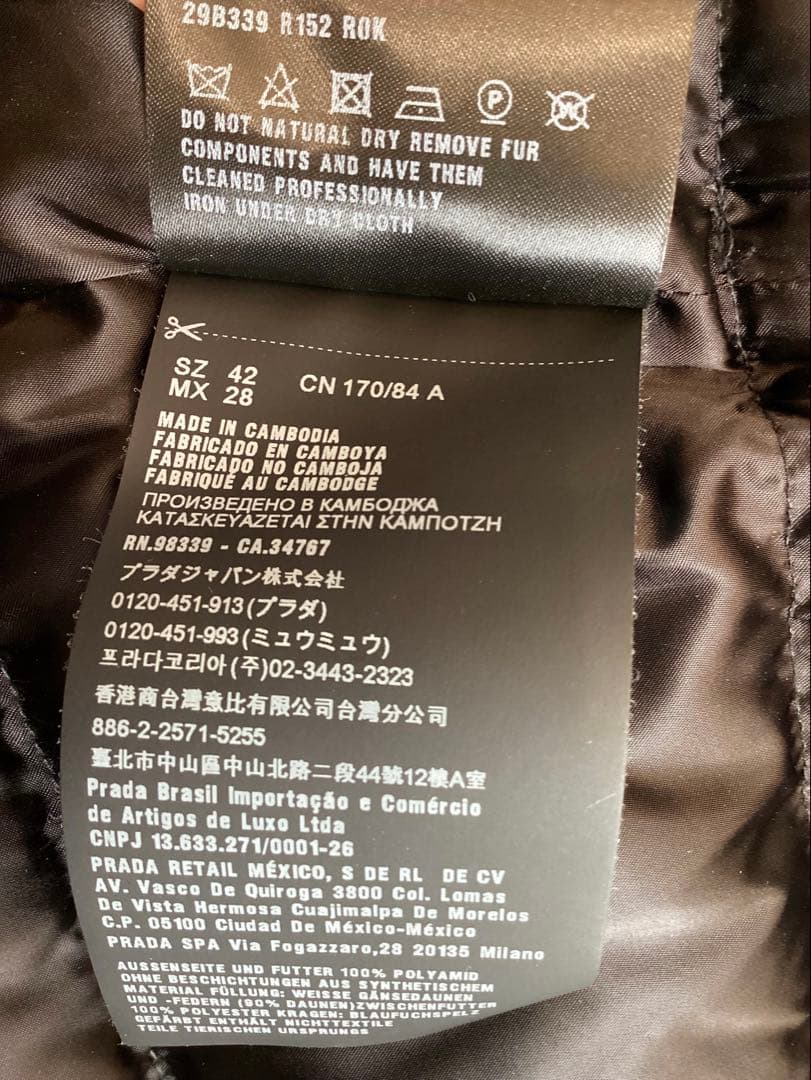 29B339 R152 ROK
P
DO NOT NATURAL DRY REMOVE FUR
COMPONENTS AND HAVE THEM
CLEANED PROFESSIONALLY
IRON UNDER DRY CLOTH
SZ 42
MX 28
CN 170/84 A
MADE IN CAMBODIA
FABRICADO EN CAMBOYA
FABRICADO NO CAMBOJA
FABRIQUÉ AU CAMBODGE
ПРОИЗВЕДЕНО В КАМБОДЖА
ΚΑΤΑΣΚΕΥΑΖΕΤΑΙ ΣΤΗΝ ΚΑΜΠΟΤΖΗ
RN.98339 - CA.34767
プラダジャパン株式会社
0120-451-913(プラダ)
0120-451-993(ミュウミュウ)
프라다코리아(주)02-3443-2323
香港商台灣意比有限公司台灣分公司
886-2-2571-5255
臺北市中山區中山北路二段44號12樓A室
Prada Brasil Importação e Comércio
de Artigos de Luxo Ltda
CNPJ 13.633.271/0001-26
PRADA RETAIL MÉXICO, S DE RL DE CV
AV. Vasco De Quiroga 3800 Col. Lomas
De Vista Hermosa Cuajimalpa De Morelos
C.P. 05100 Ciudad De México-México
PRADA SPA Via Fogazzaro,28 20135 Milano
AUSSENSEITE UND FUTTER 100% POLYAMID
OHNE BESCHICHTUNGEN AUS SYNTHETISCHEM
MATERIAL FÜLLUNG: WEISSE GÄNSEDAUNEN
UND -FEDERN (90% DAUNEN)ZWISCHENFUTTER
100% POLYESTER KRAGEN: BLAUFUCHSPELZ
GEFÄRBT ENTHÄLT NICHTTEXTILE
TEILE TIERISCHEN URSPRUNGS